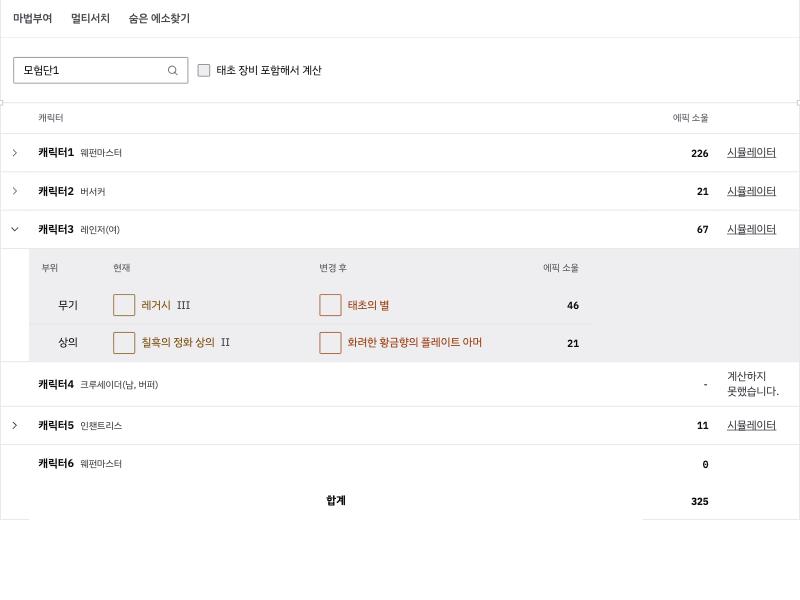 마법부여 멀티서치 숨은 에소찾기
모험단1
태초 장비 포함해서 계산
캐릭터 에픽 소울
캐릭터1 웨펀마스터 226 시뮬레이터
캐릭터2 버서커 21 시뮬레이터
캐릭터3 레인저(여) 67 시뮬레이터
부위 현재 변경 후 에픽 소울
무기 레거시 III 태초의 별 46
상의 칠흑의 정화 상의 II 화려한 황금향의 플레이트 아머 21
캐릭터4 크루세이더(남, 버퍼) - 계산하지
못했습니다.
캐릭터5 인챈트리스 11 시뮬레이터
캐릭터6 웨펀마스터 0
합계 325